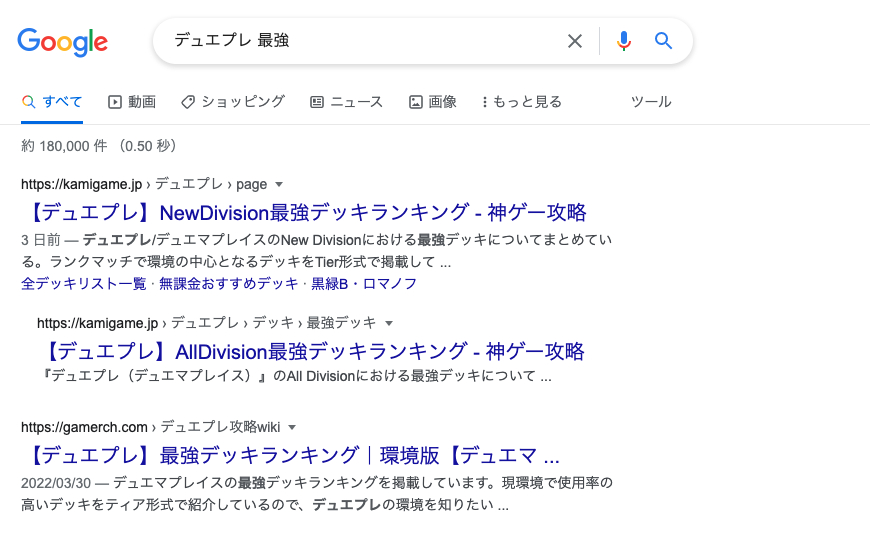 Google
デュエプレ 最強
すべて 動画 ショッピング ニュース 画像 もっと見る ツール
約 180,000 件 （0.50 秒）
https://kamigame.jp › デュエプレ › page
【デュエプレ】NewDivision最強デッキランキング - 神ゲー攻略
3 日前 — デュエプレ/デュエマプレイスのNew Divisionにおける最強デッキについてまとめてい
る。ランクマッチで環境の中心となるデッキをTier形式で掲載して ...
全デッキリスト一覧 · 無課金おすすめデッキ · 黒緑B・ロマノフ
https://kamigame.jp › デュエプレ › デッキ › 最強デッキ
【デュエプレ】AllDivision最強デッキランキング - 神ゲー攻略
『デュエプレ（デュエマプレイス）』のAll Divisionにおける最強デッキについて ...
https://gamerch.com › デュエプレ攻略wiki
【デュエプレ】最強デッキランキング｜環境版【デュエマ ...
2022/03/30 — デュエマプレイスの最強デッキランキングを掲載しています。現環境で使用率の
高いデッキをティア形式で紹介しているので、デュエプレの環境を知りたい ...